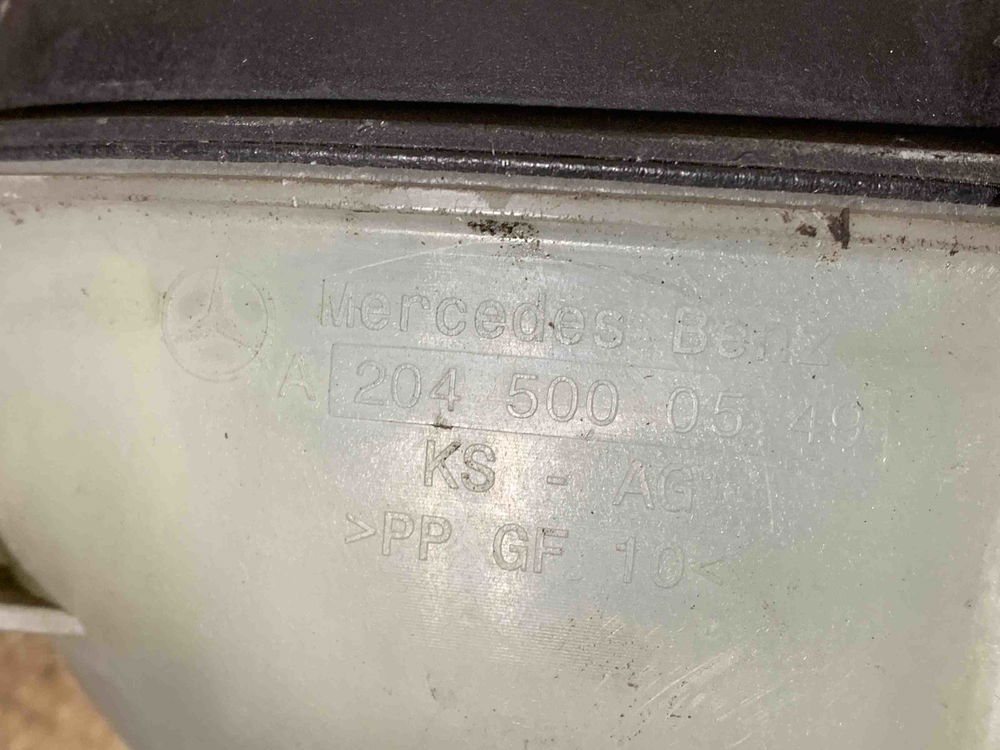 Mercedes Benz
A 204 500 05 49
KS - AG
>PP GF 10<